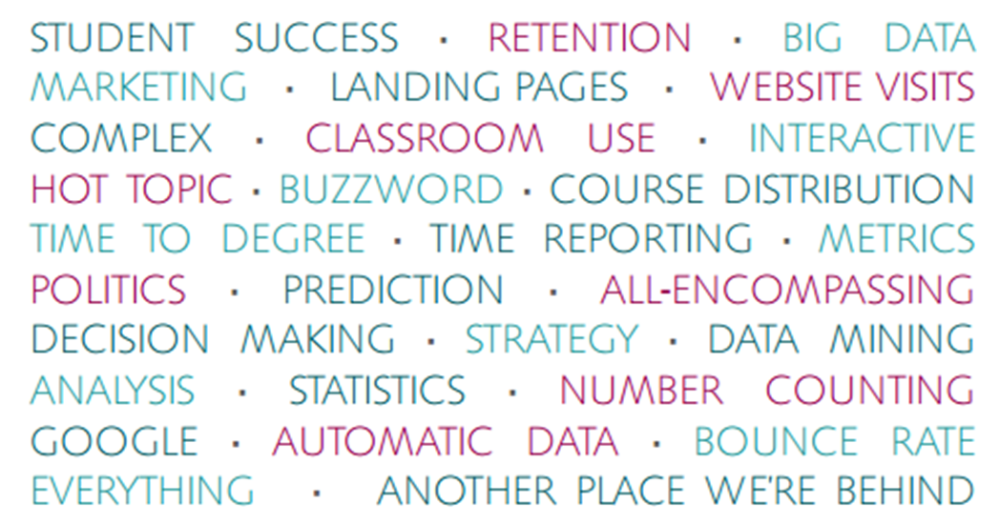 STUDENT SUCCESS · RETENTION · BIG DATA
MARKETING · LANDING PAGES · WEBSITE VISITS
COMPLEX · CLASSROOM USE · INTERACTIVE
HOT TOPIC · BUZZWORD · COURSE DISTRIBUTION
TIME TO DEGREE · TIME REPORTING · METRICS
POLITICS · PREDICTION · ALL-ENCOMPASSING
DECISION MAKING · STRATEGY · DATA MINING
ANALYSIS · STATISTICS · NUMBER COUNTING
GOOGLE · AUTOMATIC DATA · BOUNCE RATE
EVERYTHING · ANOTHER PLACE WE'RE BEHIND